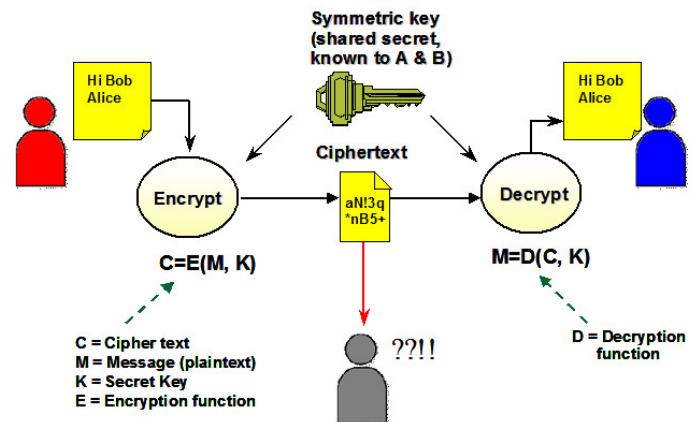 Symmetric key
(shared secret,
known to A & B)
Hi Bob
Alice
Hi Bob
Alice
Ciphertext
Encrypt
aN!3q
*nB5+
Decrypt
C=E(M, K)
M=D(C, K)
C = Cipher text
M = Message (plaintext)
K = Secret Key
E = Encryption function
??!!
D = Decryption
function